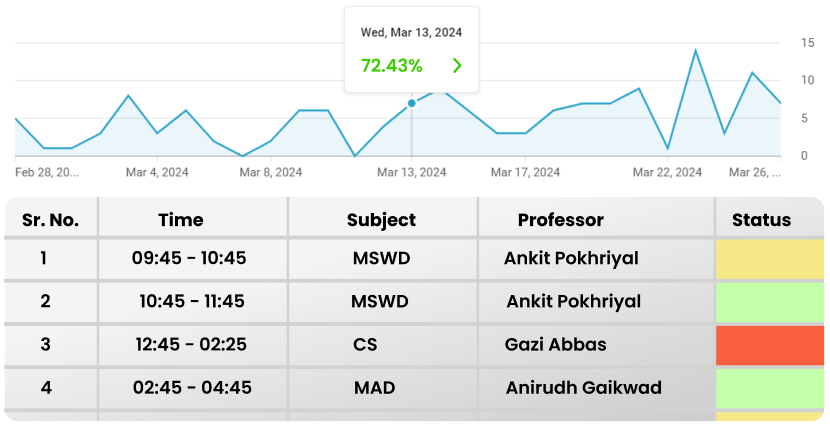 Wed, Mar 13, 2024
72.43%
15
10
5
0
Feb 28, 20... Mar 4, 2024 Mar 8, 2024 Mar 13, 2024 Mar 17, 2024 Mar 22, 2024 Mar 26, ...
Sr. No. Time Subject Professor Status
1 09:45 - 10:45 MSWD Ankit Pokhriyal
2 10:45 - 11:45 MSWD Ankit Pokhriyal
3 12:45 - 02:25 CS Gazi Abbas
4 02:45 - 04:45 MAD Anirudh Gaikwad